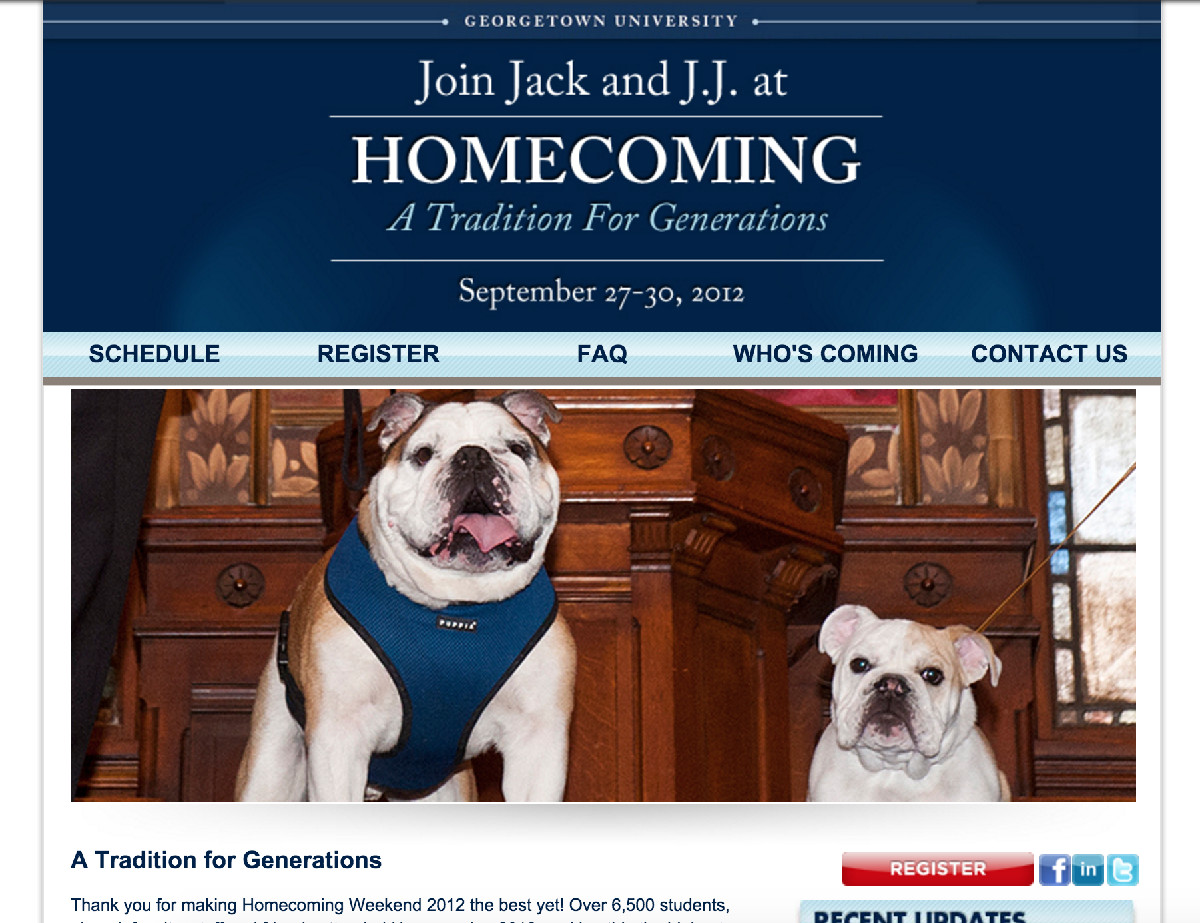 GEORGETOWN UNIVERSITY
Join Jack and J.J. at
HOMECOMING
A Tradition For Generations
September 27-30, 2012
SCHEDULE REGISTER FAQ WHO'S COMING CONTACT US
PUPPIA
A Tradition for Generations
REGISTER
f in t
Thank you for making Homecoming Weekend 2012 the best yet! Over 6,500 students,
RECENT UPDATES